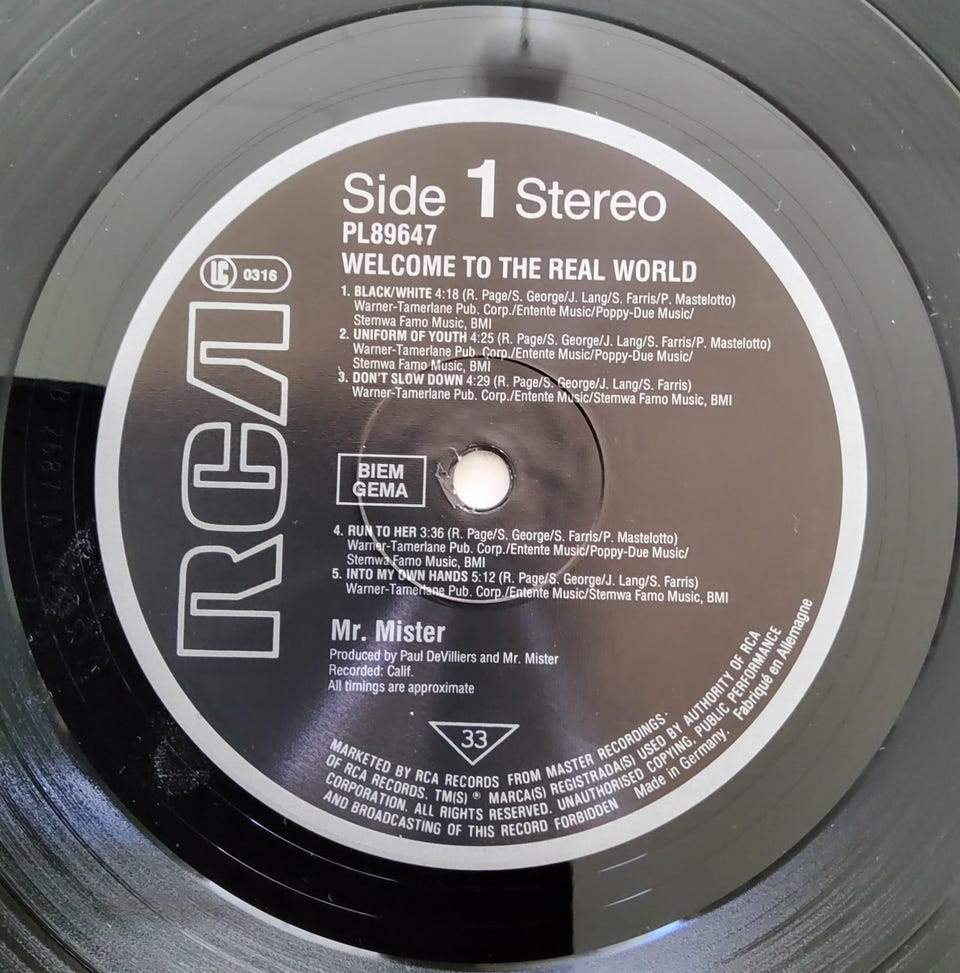 Side 1 Stereo
PL89647
WELCOME TO THE REAL WORLD
LC 0316
RCA
1. BLACK/WHITE 4:18 (R. Page/S. George/J. Lang/S. Farris/P. Mastelotto)
Warner-Tamerlane Pub. Corp./Entente Music/Poppy-Due Music/
Stemwa Famo Music, BMI
2. UNIFORM OF YOUTH 4:25 (R. Page/S. George/J. Lang/S. Farris/P. Mastelotto)
Warner-Tamerlane Pub. Corp./Entente Music/Poppy-Due Music/
Stemwa Famo Music, BMI
3. DON'T SLOW DOWN 4:29 (R. Page/S. George/J. Lang/S. Farris)
Warner-Tamerlane Pub. Corp./Entente Music/Stemwa Famo Music, BMI
BIEM
GEMA
4. RUN TO HER 3:36 (R. Page/S. George/S. Farris/P. Mastelotto)
Warner-Tamerlane Pub. Corp./Entente Music/Poppy-Due Music/
Stemwa Famo Music, BMI
5. INTO MY OWN HANDS 5:12 (R. Page/S. George/J. Lang/S. Farris)
Warner-Tamerlane Pub. Corp./Entente Music/Stemwa Famo Music, BMI
Mr. Mister
Produced by Paul DeVilliers and Mr. Mister
Recorded: Calif.
All timings are approximate
33
MARKETED BY RCA RECORDS FROM MASTER RECORDINGS
OF RCA RECORDS. TM(S) ® MARCA(S) REGISTRADA(S) USED BY AUTHORITY OF RCA
CORPORATION. ALL RIGHTS RESERVED. UNAUTHORISED COPYING, PUBLIC PERFORMANCE
AND BROADCASTING OF THIS RECORD FORBIDDEN Made in Germany. Fabriqué en Allemagne